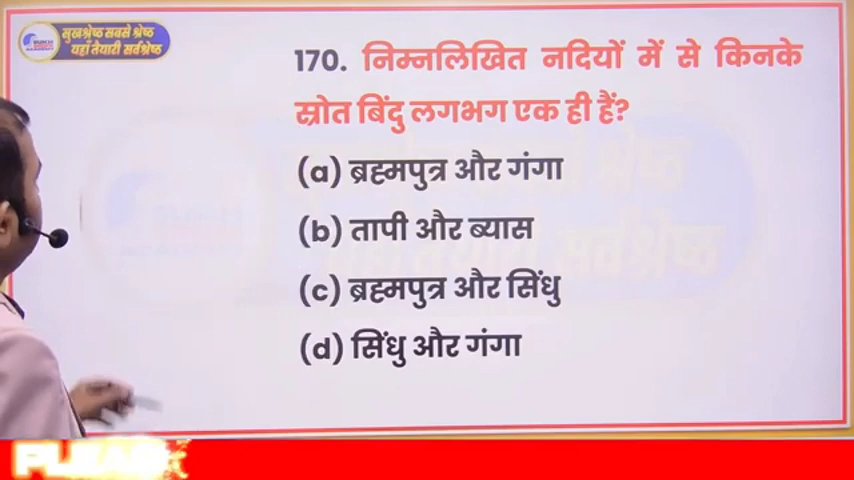 सुखश्रेष्ठ सबसे श्रेष्ठ
यहाँ तैयारी सर्वश्रेष्ठ
170. निम्नलिखित नदियों में से किनके
स्रोत बिंदु लगभग एक ही हैं?
(a) ब्रह्मपुत्र और गंगा
(b) तापी और ब्यास
(c) ब्रह्मपुत्र और सिंधु
(d) सिंधु और गंगा